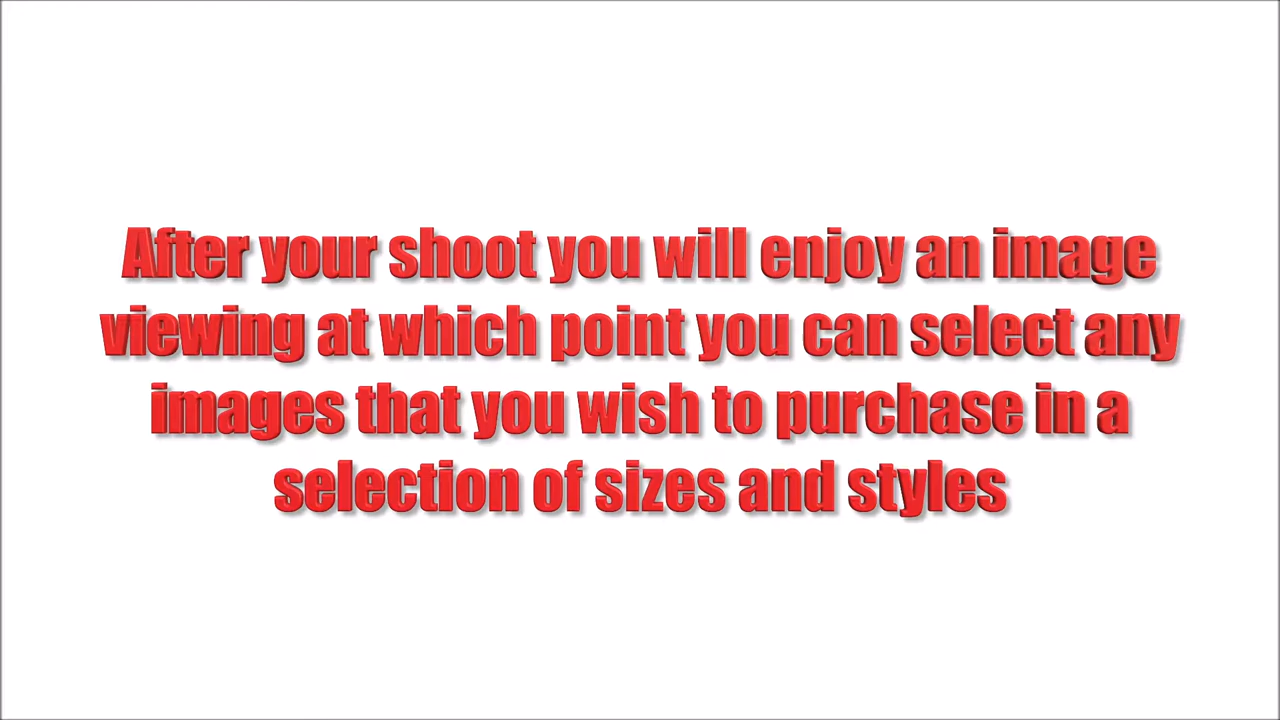 After your shoot you will enjoy an image
viewing at which point you can select any
images that you wish to purchase in a
selection of sizes and styles